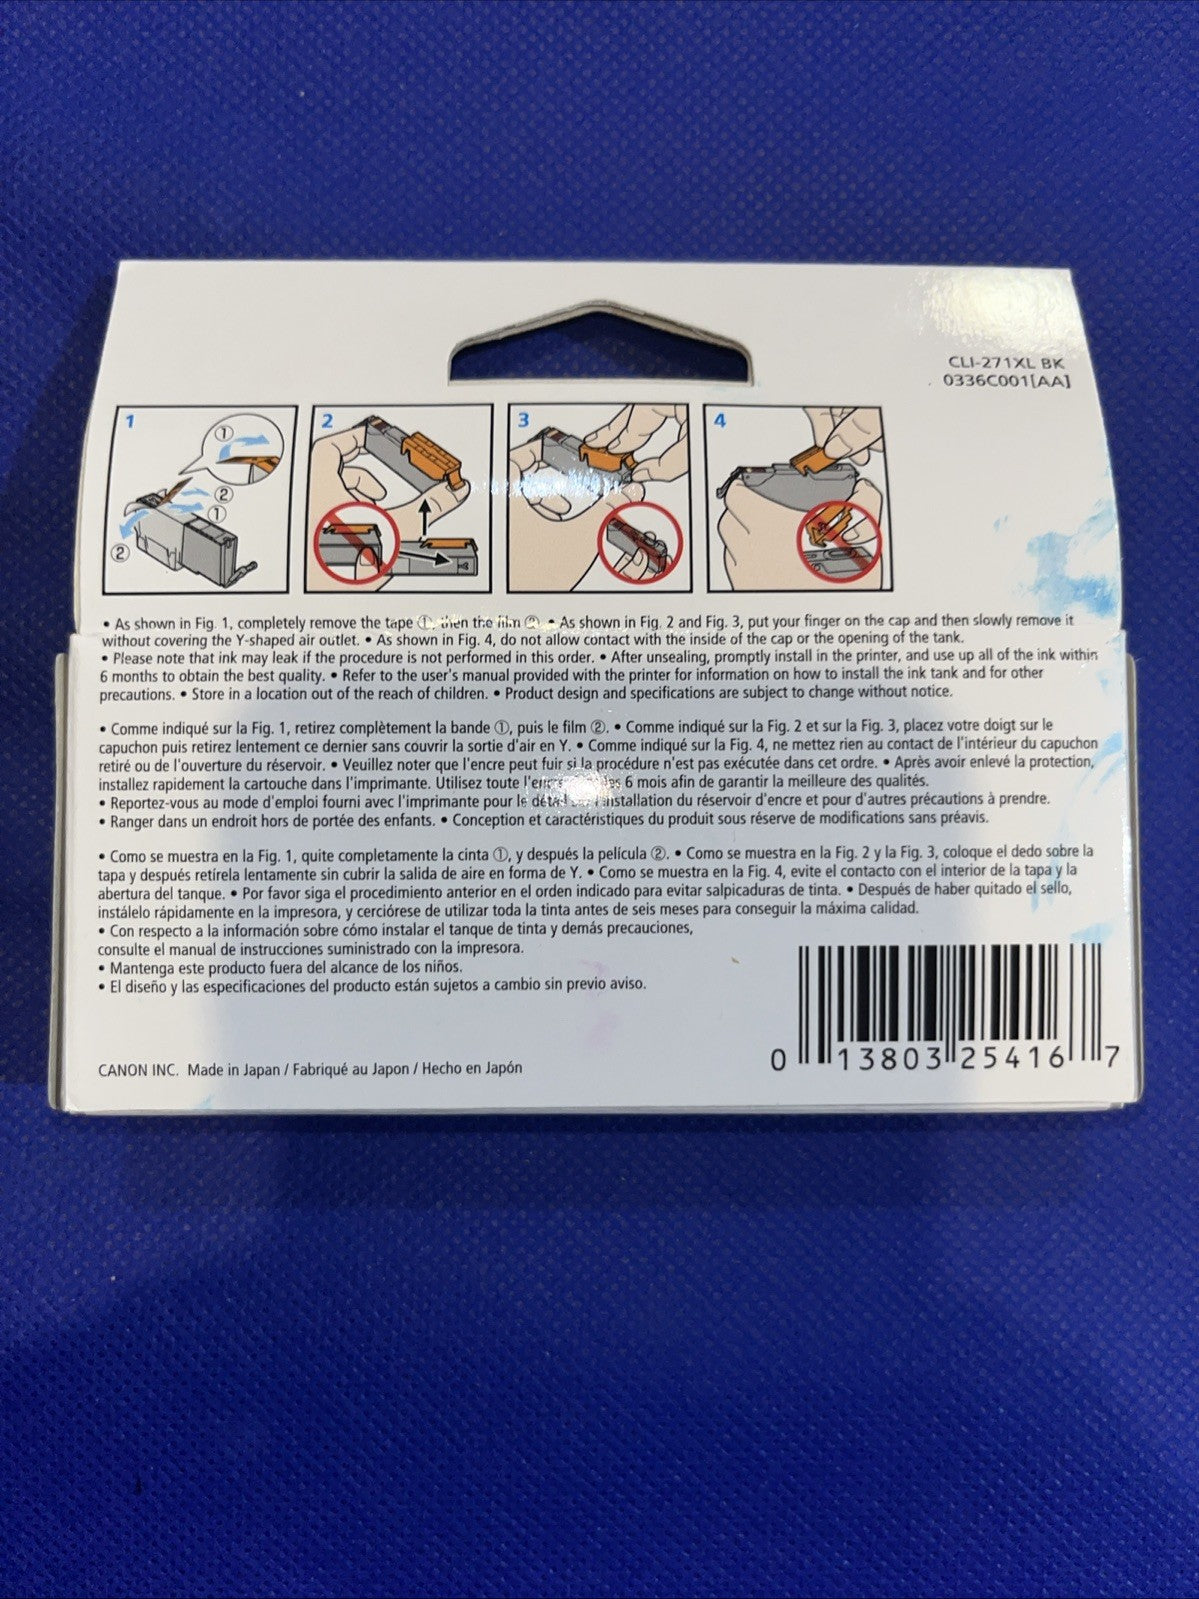 CLI-271XL BK
0336C001[AA]
1
①
②
①
②
2
3
4
• As shown in Fig. 1, completely remove the tape ①, then the film ②. • As shown in Fig. 2 and Fig. 3, put your finger on the cap and then slowly remove it
without covering the Y-shaped air outlet. • As shown in Fig. 4, do not allow contact with the inside of the cap or the opening of the tank.
• Please note that ink may leak if the procedure is not performed in this order. • After unsealing, promptly install in the printer, and use up all of the ink within
6 months to obtain the best quality. • Refer to the user's manual provided with the printer for information on how to install the ink tank and for other
precautions. • Store in a location out of the reach of children. • Product design and specifications are subject to change without notice.
• Comme indiqué sur la Fig. 1, retirez complètement la bande ①, puis le film ②. • Comme indiqué sur la Fig. 2 et sur la Fig. 3, placez votre doigt sur le
capuchon puis retirez lentement ce dernier sans couvrir la sortie d'air en Y. • Comme indiqué sur la Fig. 4, ne mettez rien au contact de l'intérieur du capuchon
retiré ou de l'ouverture du réservoir. • Veuillez noter que l'encre peut fuir si la procédure n'est pas exécutée dans cet ordre. • Après avoir enlevé la protection,
installez rapidement la cartouche dans l'imprimante. Utilisez toute 6 mois afin de garantir la meilleure des qualités.
• Reportez-vous au mode d'emploi fourni avec l'imprimante pour le installation du réservoir d'encre et pour d'autres précautions à prendre.
• Ranger dans un endroit hors de portée des enfants. • Conception et caractéristiques du produit sous réserve de modifications sans préavis.
• Como se muestra en la Fig. 1, quite completamente la cinta ①, y después la película ②. • Como se muestra en la Fig. 2 y la Fig. 3, coloque el dedo sobre la
tapa y después retírela lentamente sin cubrir la salida de aire en forma de Y. • Como se muestra en la Fig. 4, evite el contacto con el interior de la tapa y la
abertura del tanque. • Por favor siga el procedimiento anterior en el orden indicado para evitar salpicaduras de tinta. • Después de haber quitado el sello,
instálelo rápidamente en la impresora, y cerciórese de utilizar toda la tinta antes de seis meses para conseguir la máxima calidad.
• Con respecto a la información sobre cómo instalar el tanque de tinta y demás precauciones,
consulte el manual de instrucciones suministrado con la impresora.
• Mantenga este producto fuera del alcance de los niños.
• El diseño y las especificaciones del producto están sujetos a cambio sin previo aviso.
CANON INC. Made in Japan / Fabriqué au Japon / Hecho en Japón
0 13803 25416 7